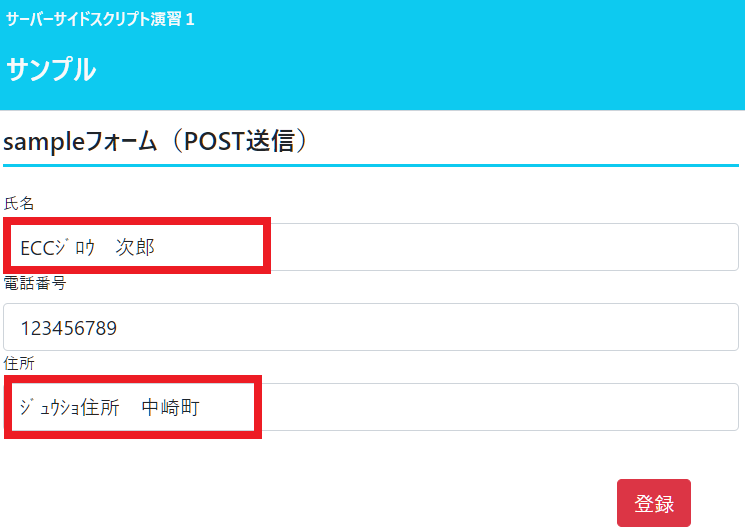 サーバーサイドスクリプト演習１
サンプル
sampleフォーム（POST送信）
氏名
ECCｼﾞﾛｳ　次郎
電話番号
123456789
住所
ｼﾞｭｳｼｮ住所　中崎町
登録